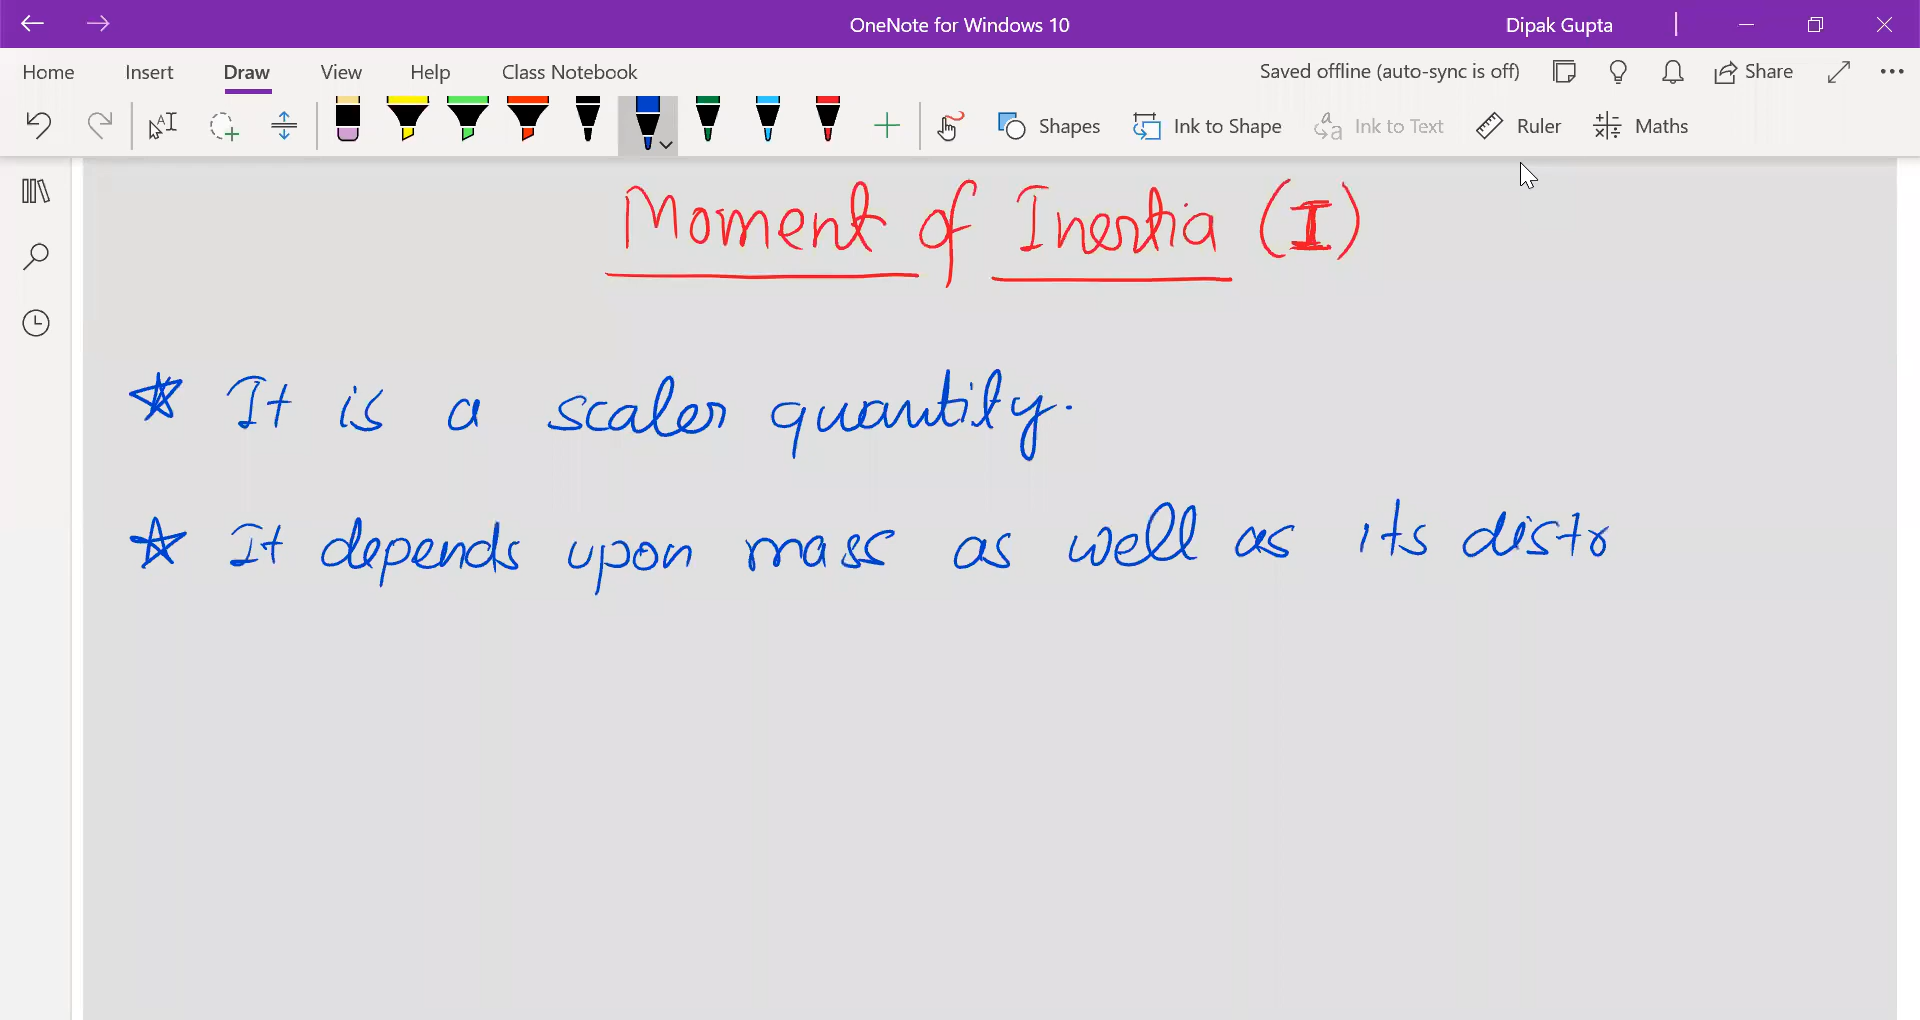 OneNote for Windows 10
Dipak Gupta
Home Insert Draw View Help Class Notebook
Saved offline (auto-sync is off) Share
Shapes Ink to Shape Ink to Text Ruler Maths
Moment of Inertia (I)
It is a scaler quantity.
It depends upon mass as well as its distr